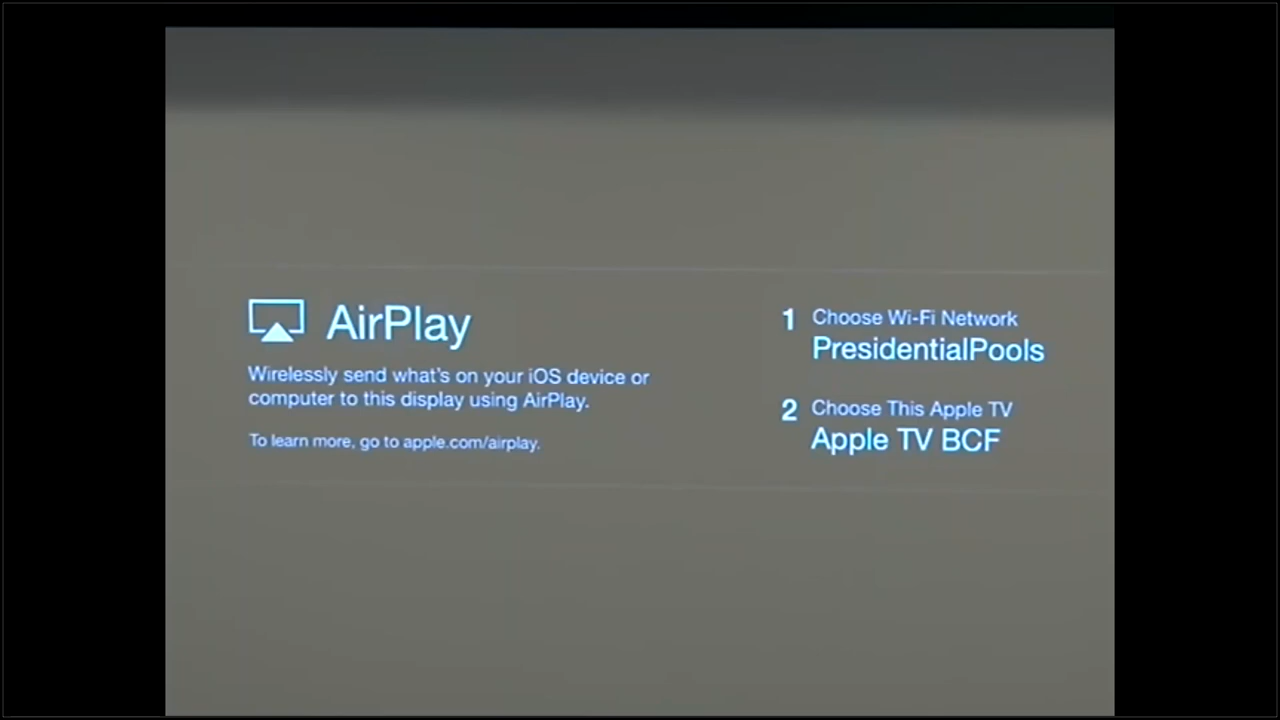 AirPlay
Wirelessly send what's on your iOS device or
computer to this display using AirPlay.
To learn more, go to apple.com/airplay.
1 Choose Wi-Fi Network
PresidentialPools
2 Choose This Apple TV
Apple TV BCF